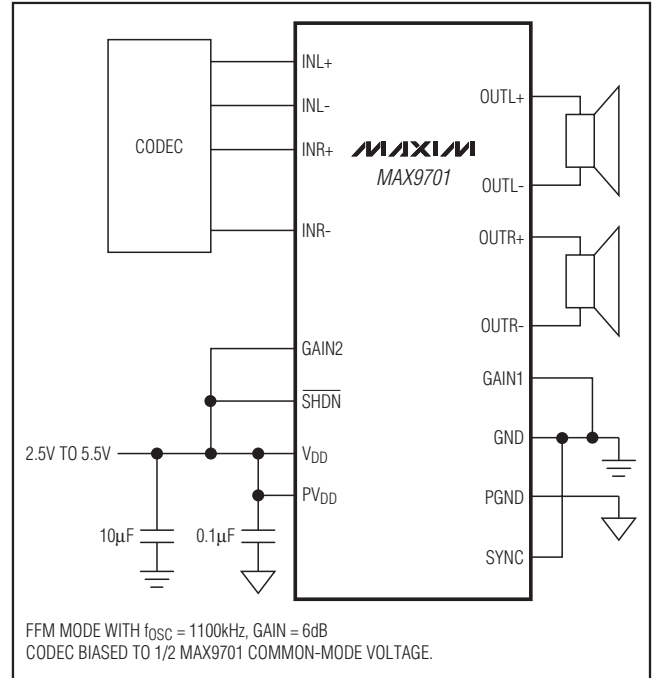 CODEC
INL+
INL-
INR+
INR-
MAXIM
MAX9701
OUTL+
OUTL-
OUTR+
OUTR-
GAIN2
SHDN
VDD
PVDD
GAIN1
GND
PGND
SYNC
2.5V TO 5.5V
10μF
0.1μF
FFM MODE WITH fOSC = 1100kHz, GAIN = 6dB
CODEC BIASED TO 1/2 MAX9701 COMMON-MODE VOLTAGE.